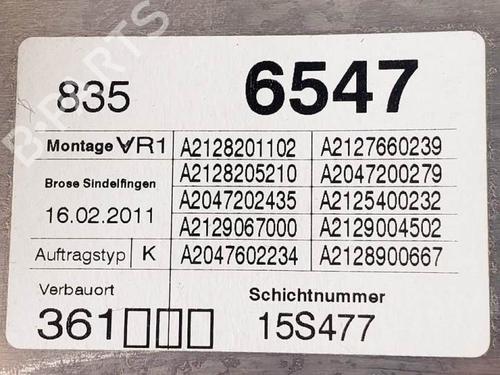 835 6547
Montage VR1 A2128201102 A2127660239
A2128205210 A2047200279
Brose Sindelfingen
16.02.2011 A2047202435 A2125400232
A2129067000 A2129004502
Auftragstyp K A2047602234 A2128900667
Verbauort Schichtnummer
361□□□ 15S477
B-PARTS